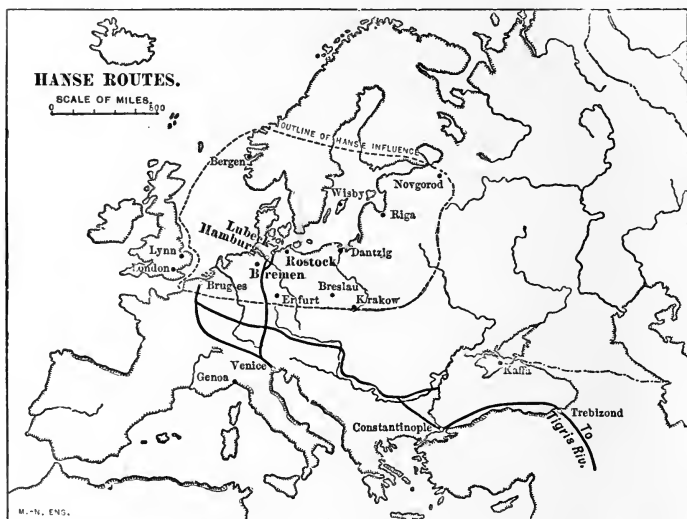 HANSE ROUTES.
SCALE OF MILES.
0 500
OUTLINE OF HANSE INFLUENCE
Bergen
Novgorod
Wisby
Riga
Lubeck
Hamburg
Lynn
Rostock
Dantzig
London
Bremen
Bruges
Erfurt
Breslau
Krakow
Venice
Genoa
Kaffa
Constantinople
Trebizond
To
Tigris Riv.
M.-N. ENG.